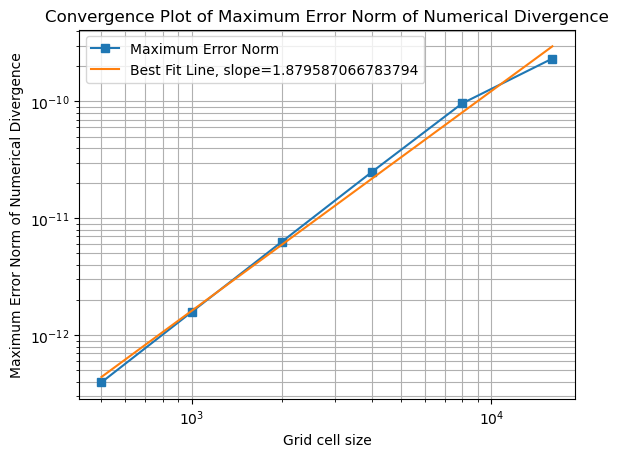 Convergence Plot of Maximum Error Norm of Numerical Divergence
Maximum Error Norm
Best Fit Line, slope=1.879587066783794
Maximum Error Norm of Numerical Divergence
10⁻¹⁰
10⁻¹¹
10⁻¹²
10³
10⁴
Grid cell size